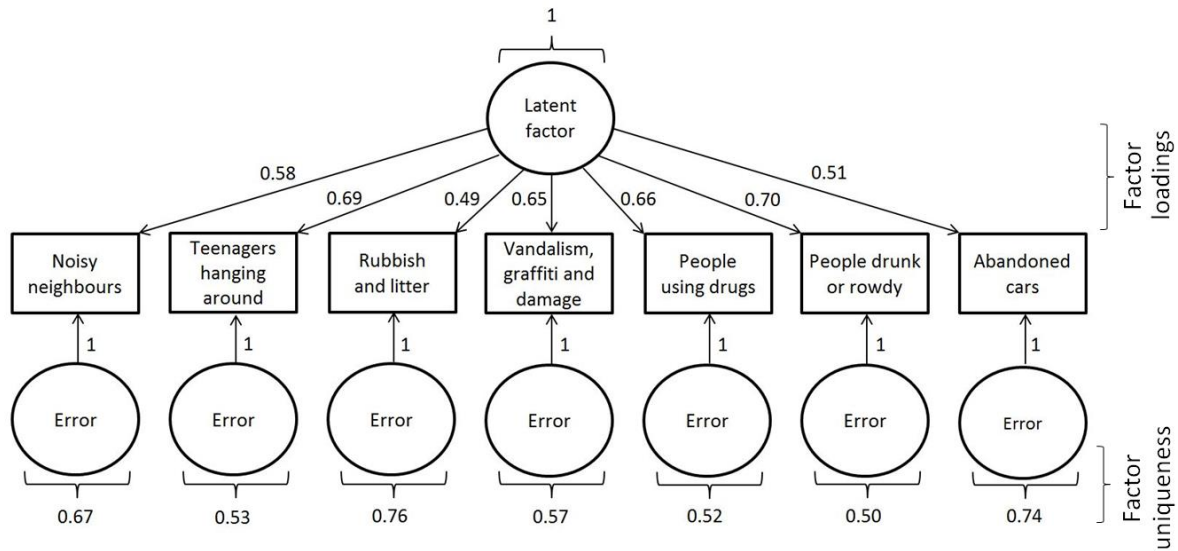 1
Latent
factor
Factor
loadings
0.58
0.69
0.49
0.65
0.66
0.70
0.51
Noisy
neighbours
Teenagers
hanging
around
Rubbish
and litter
Vandalism,
graffiti and
damage
People
using drugs
People drunk
or rowdy
Abandoned
cars
1
1
1
1
1
1
1
Error
Error
Error
Error
Error
Error
Error
Factor
uniqueness
0.67
0.53
0.76
0.57
0.52
0.50
0.74